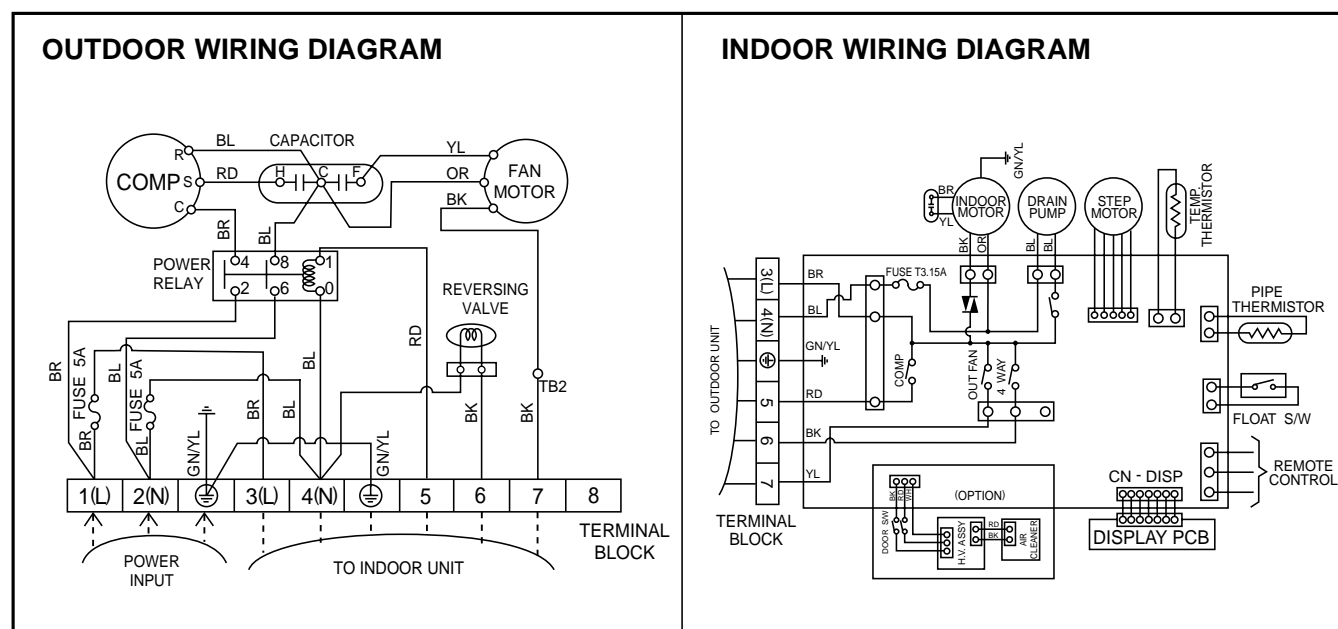 OUTDOOR WIRING DIAGRAM
BL
CAPACITOR
YL
R
COMP
S
RD
H
C
F
OR
FAN
MOTOR
C
BK
BR
BL
POWER
RELAY
4
8
1
2
6
0
REVERSING
VALVE
RD
BL
BR
BL
FUSE 5A
FUSE 5A
BR
BL
TB2
BK
BK
BR
BL
GN/YL
GN/YL
1(L)
2(N)
3(L)
4(N)
5
6
7
8
TERMINAL
BLOCK
POWER
INPUT
TO INDOOR UNIT
INDOOR WIRING DIAGRAM
GN/YL
BR
YL
INDOOR
MOTOR
DRAIN
PUMP
STEP
MOTOR
TEMP
THERMISTOR
BK
OR
BL
BL
3(L)
4(N)
5
6
7
BR
BL
GN/YL
RD
BK
YL
FUSE T3.15A
COMP
OUT FAN
4 WAY
TO OUTDOOR UNIT
TERMINAL
BLOCK
PIPE
THERMISTOR
FLOAT S/W
REMOTE
CONTROL
CN - DISP
DISPLAY PCB
(OPTION)
BK
RD
WH
DOOR S/W
H.V. ASSY
RD
BK
AIR
CLEANER